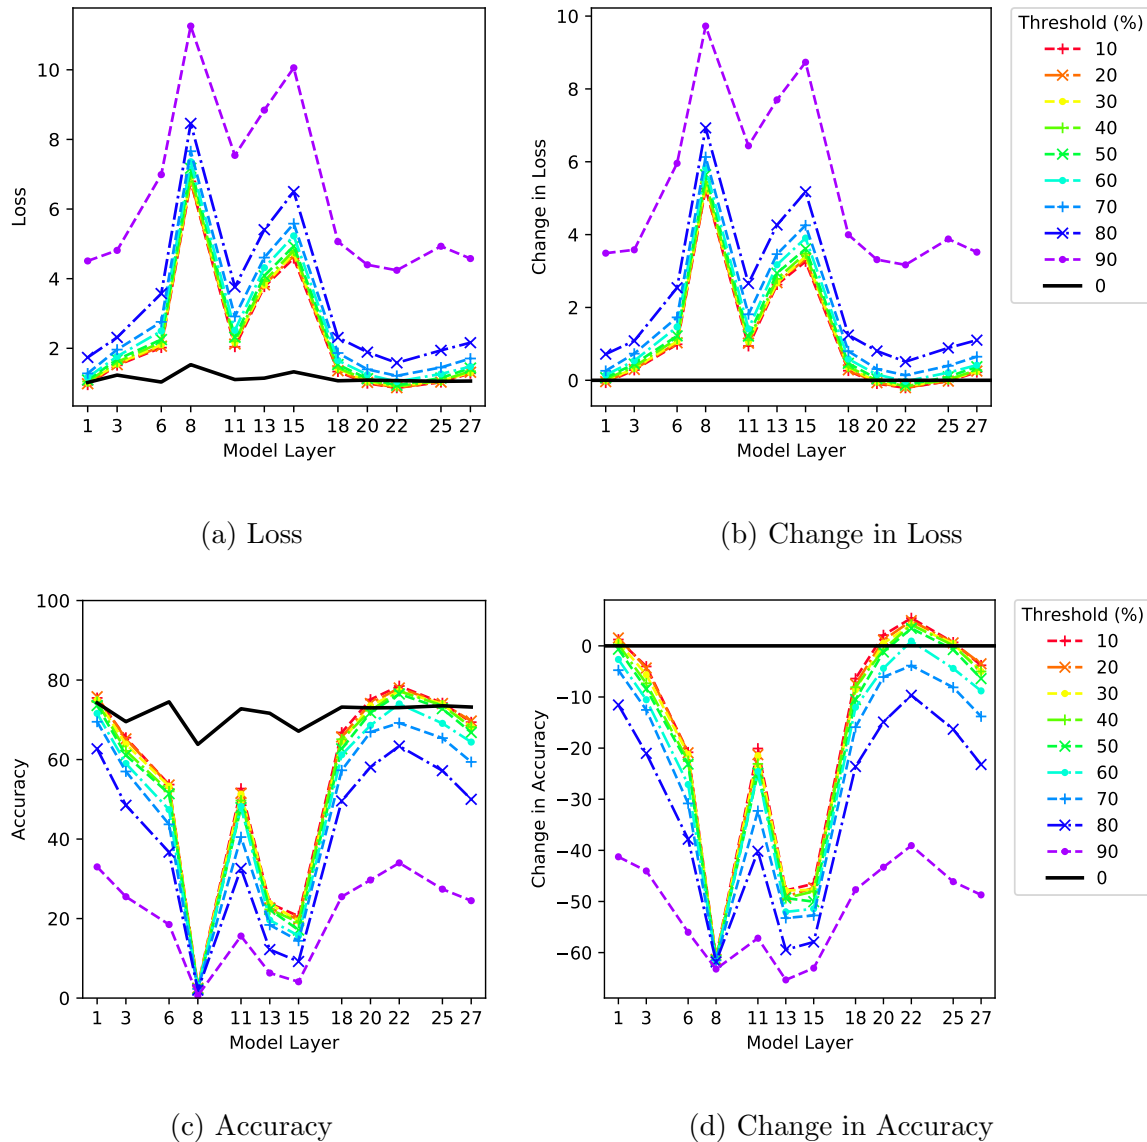 Loss
10
8
6
4
2
1 3 6 8 11 13 15 18 20 22 25 27
Model Layer
(a) Loss
Change in Loss
10
8
6
4
2
0
1 3 6 8 11 13 15 18 20 22 25 27
Model Layer
(b) Change in Loss
Threshold (%)
10
20
30
40
50
60
70
80
90
0
Accuracy
100
80
60
40
20
0
1 3 6 8 11 13 15 18 20 22 25 27
Model Layer
(c) Accuracy
Change in Accuracy
0
−10
−20
−30
−40
−50
−60
1 3 6 8 11 13 15 18 20 22 25 27
Model Layer
(d) Change in Accuracy
Threshold (%)
10
20
30
40
50
60
70
80
90
0